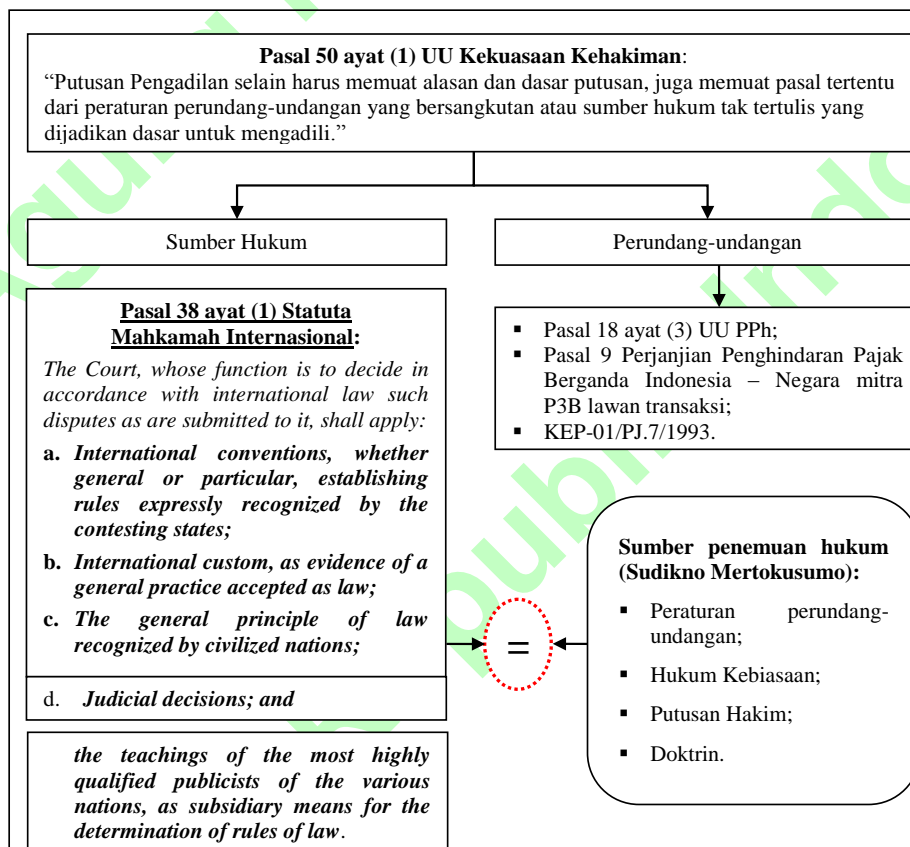 Pasal 50 ayat (1) UU Kekuasaan Kehakiman:
“Putusan Pengadilan selain harus memuat alasan dan dasar putusan, juga memuat pasal tertentu
dari peraturan perundang-undangan yang bersangkutan atau sumber hukum tak tertulis yang
dijadikan dasar untuk mengadili.”
Sumber Hukum
Perundang-undangan
Pasal 38 ayat (1) Statuta
Mahkamah Internasional:
The Court, whose function is to decide in
accordance with international law such
disputes as are submitted to it, shall apply:
a. International conventions, whether
general or particular, establishing
rules expressly recognized by the
contesting states;
b. International custom, as evidence of a
general practice accepted as law;
c. The general principle of law
recognized by civilized nations;
d. Judicial decisions; and
the teachings of the most highly
qualified publicists of the various
nations, as subsidiary means for the
determination of rules of law.
▪ Pasal 18 ayat (3) UU PPh;
▪ Pasal 9 Perjanjian Penghindaran Pajak
Berganda Indonesia – Negara mitra
P3B lawan transaksi;
▪ KEP-01/PJ.7/1993.
=
Sumber penemuan hukum
(Sudikno Mertokusumo):
▪ Peraturan perundang-
undangan;
▪ Hukum Kebiasaan;
▪ Putusan Hakim;
▪ Doktrin.